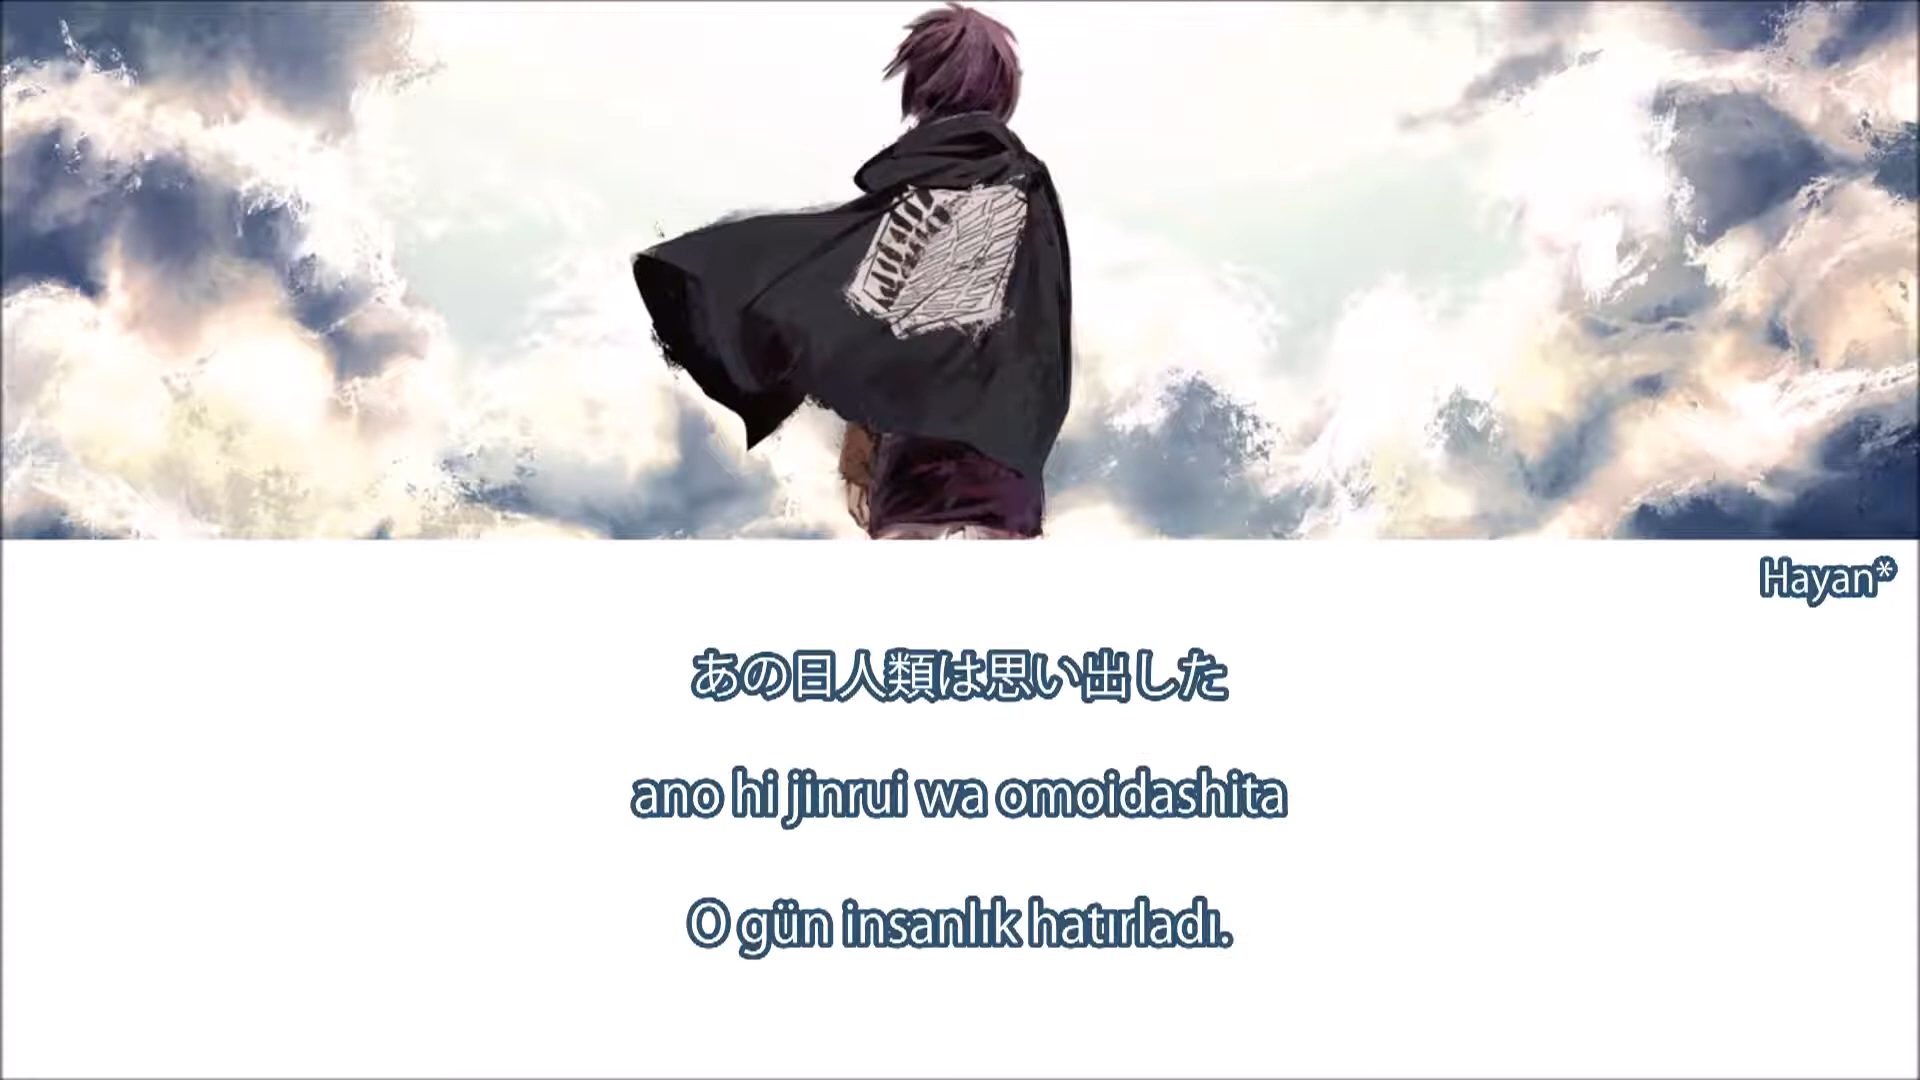 Hayan*
あの日人類は思い出した
ano hi jinrui wa omoidashita
O gün insanlık hatırladı.